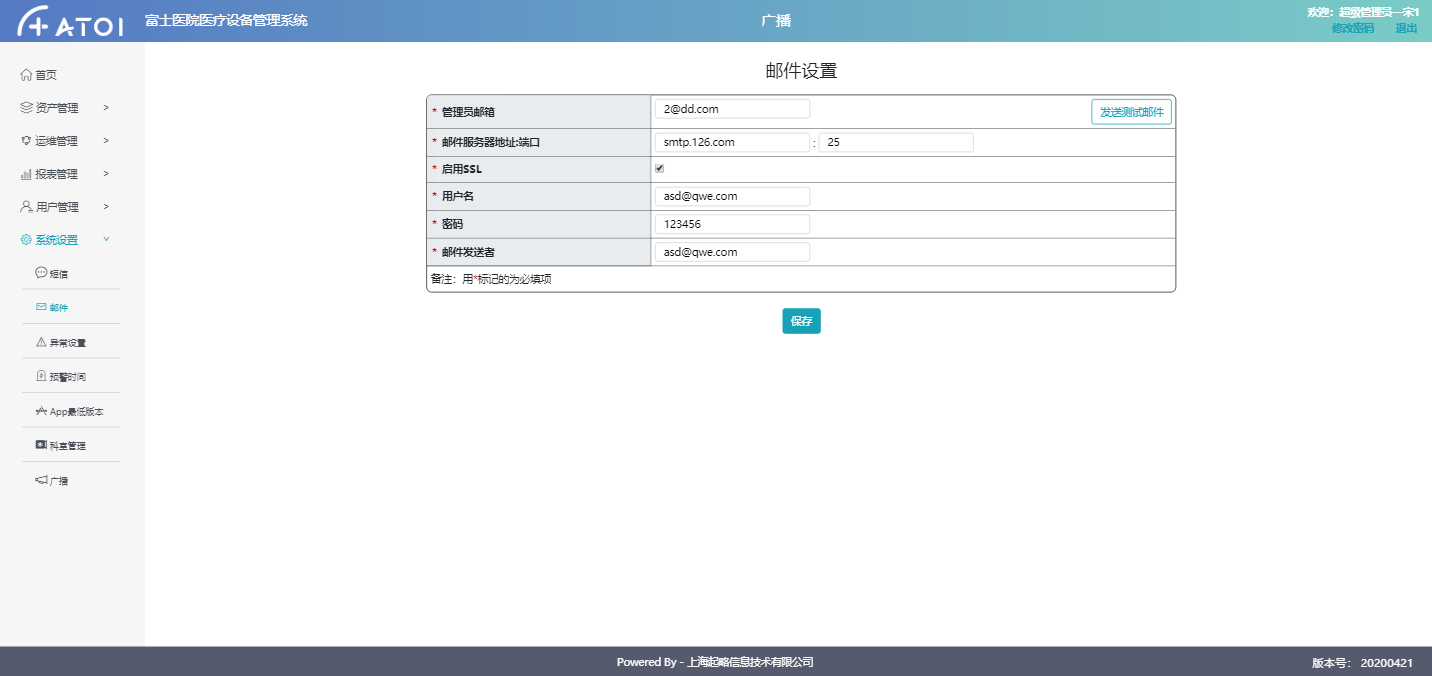 ATOI 富士医院医疗设备管理系统 广播 欢迎: 超级管理员一宋1
修改密码 退出
首页
资产管理 >
运维管理 >
报表管理 >
用户管理 >
系统设置
短信
邮件
异常设置
预警时间
App最低版本
科室管理
广播
邮件设置
* 管理员邮箱 2@dd.com 发送测试邮件
* 邮件服务器地址:端口 smtp.126.com : 25
* 启用SSL
* 用户名 asd@qwe.com
* 密码 123456
* 邮件发送者 asd@qwe.com
备注: 用*标记的为必填项
保存
Powered By - 上海起略信息技术有限公司
版本号: 20200421